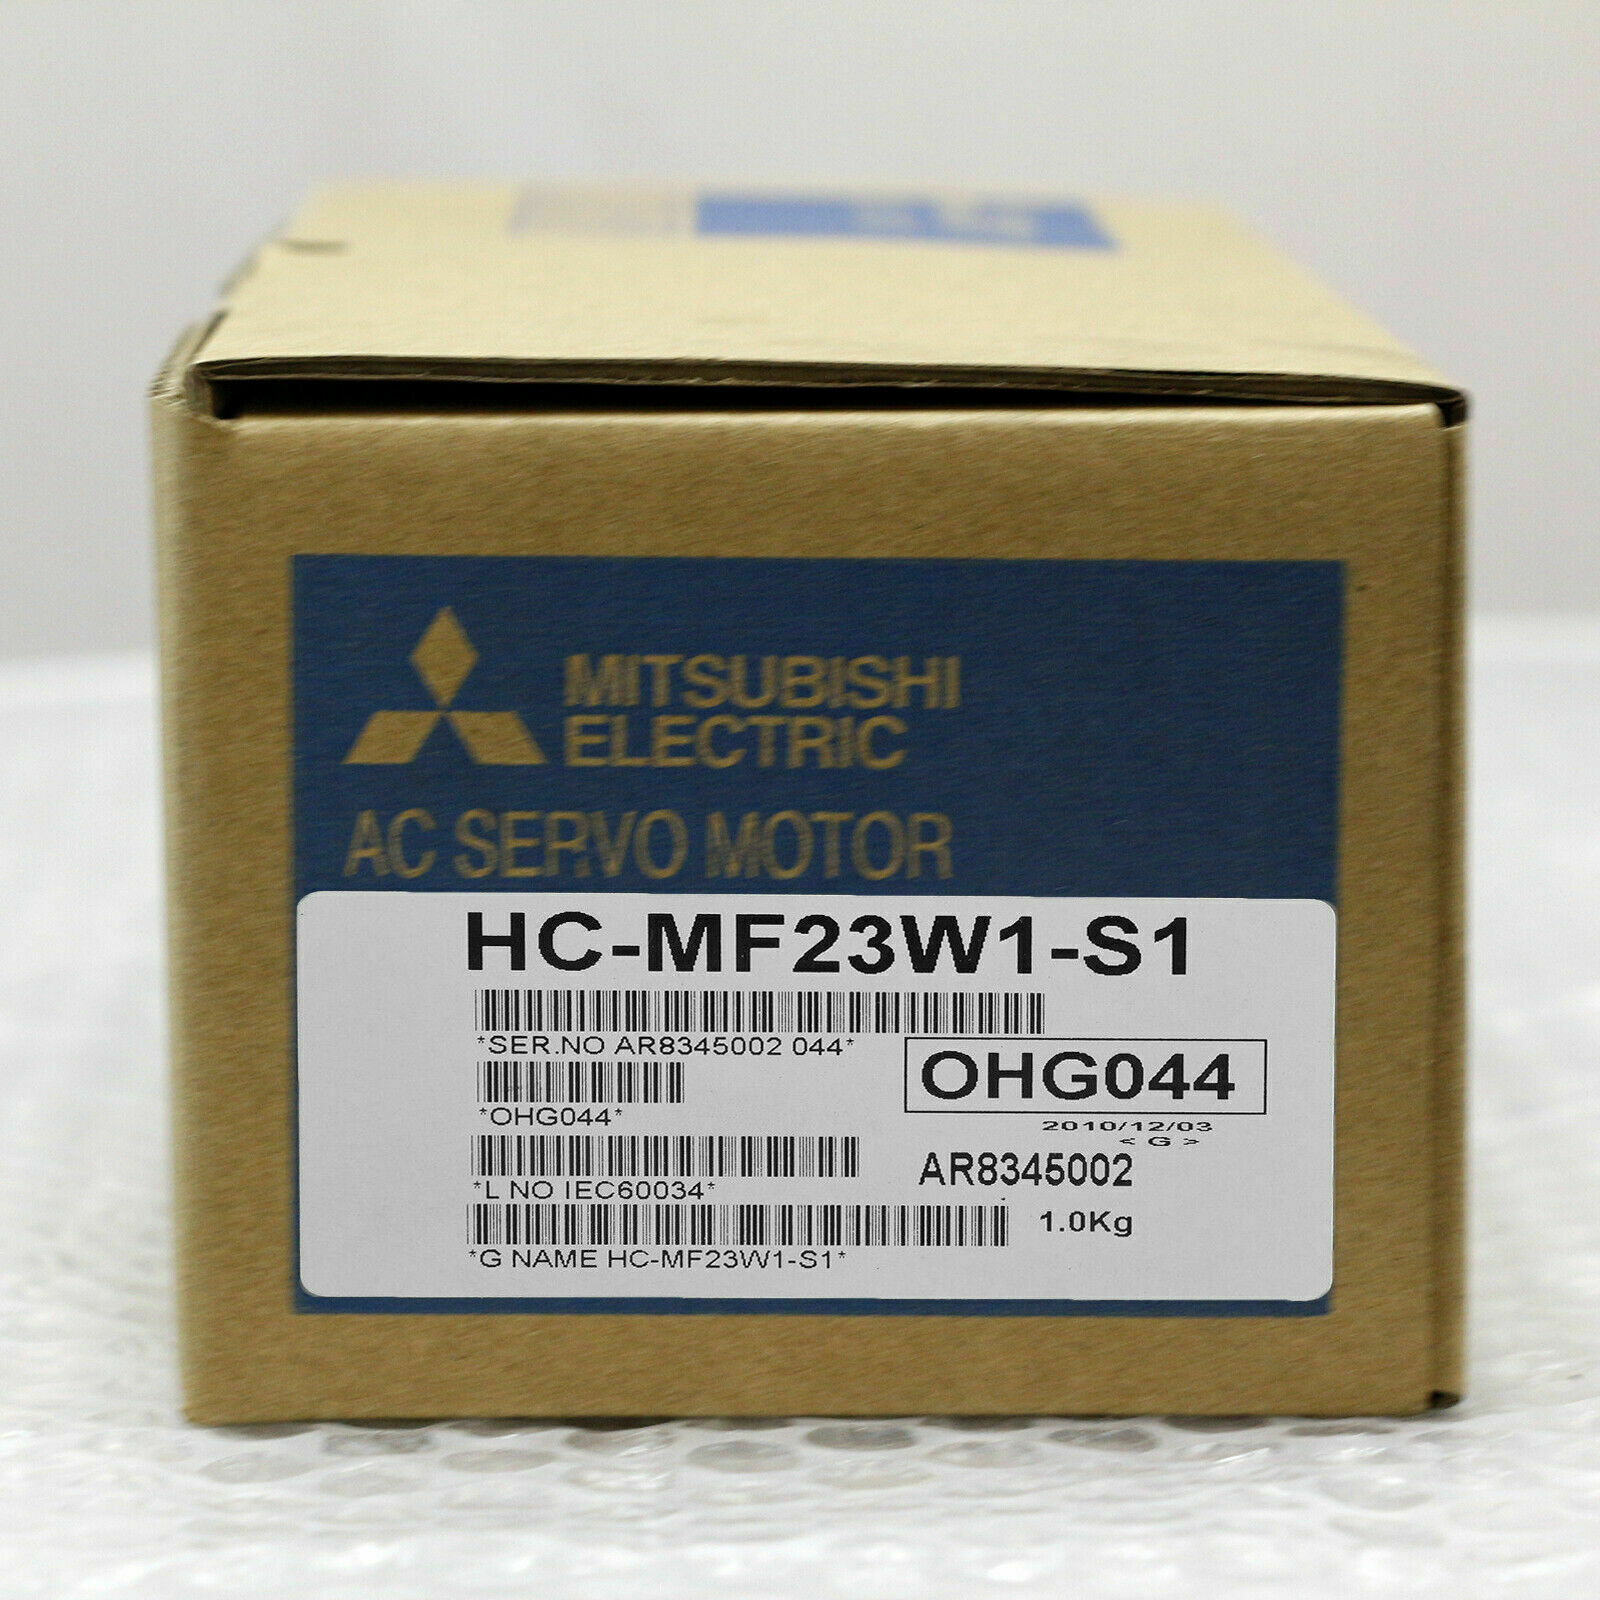 MITSUBISHI
ELECTRIC
AC SERVO MOTOR
HC-MF23W1-S1
*SER.NO AR8345002 044*
OHG044
*OHG044*
2010/12/03
< G >
*L NO IEC60034*
AR8345002
1.0Kg
*G NAME HC-MF23W1-S1*